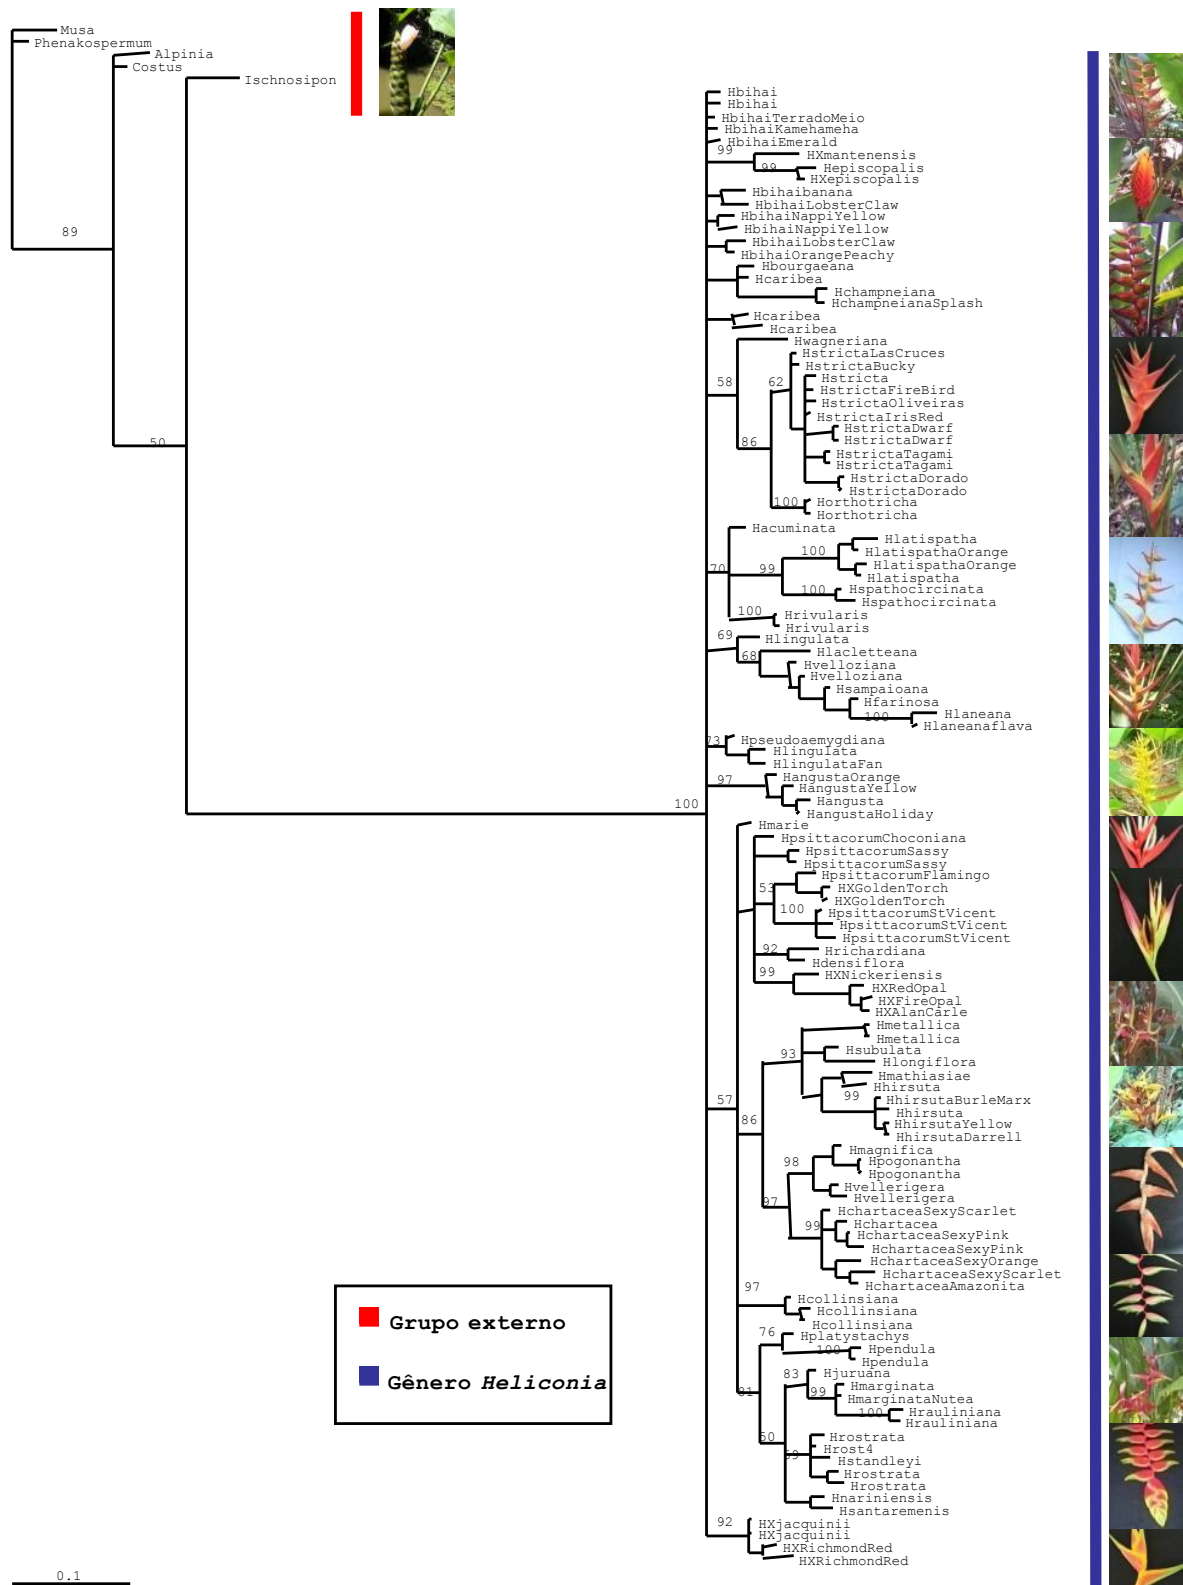 Musa
Phenakospermum
Alpinia
Costus
Ischnosipon
Hbihai
Hbihai
HbihaiTerradoMeio
HbihaiKamehameha
HbihaiEmerald
99
HXmantenensis
99
Hepiscopalis
HXepiscopalis
Hbihaibanana
HbihaiLobsterClaw
HbihaiNappiYellow
89
HbihaiNappiYellow
HbihaiLobsterClaw
HbihaiOrangePeachy
Hbourgaeana
Hcaribea
Hchampneiana
HchampneianaSplash
Hcaribea
Hcaribea
Hwagneriana
HstrictaLasCruces
HstrictaBucky
58
62
Hstricta
HstrictaFireBird
HstrictaOliveiras
HstrictaIrisRed
HstrictaDwarf
50
86
HstrictaDwarf
HstrictaTagami
HstrictaTagami
HstrictaDorado
HstrictaDorado
100
Horthotricha
Horthotricha
Hacuminata
Hlatispatha
100
HlatispathaOrange
70
99
HlatispathaOrange
Hlatispatha
100
Hspathocircinata
Hspathocircinata
100
Hrivularis
Hrivularis
69
Hlingulata
68
Hlacletteana
Hvelloziana
Hvelloziana
Hsampaioana
Hfarinosa
100
Hlaneana
Hlaneanaflava
73
Hpseudoaemygdiana
Hlingulata
HlingulataFan
97
HangustaOrange
HangustaYellow
100
Hangusta
HangustaHoliday
Hmarie
HpsittacorumChoconiana
HpsittacorumSassy
HpsittacorumSassy
HpsittacorumFlamingo
53
HXGoldenTorch
HXGoldenTorch
100
HpsittacorumStVicent
HpsittacorumStVicent
HpsittacorumStVicent
92
Hrichardiana
Hdensiflora
99
HXNickeriensis
HXRedOpal
HXFireOpal
HXAlanCarle
Hmetallica
Hmetallica
93
Hsubulata
Hlongiflora
Hmathiasiae
Hhirsuta
57
99
HhirsutaBurleMarx
86
Hhirsuta
HhirsutaYellow
HhirsutaDarrell
Hmagnifica
98
Hpogonantha
Hpogonantha
Hvellerigera
97
Hvellerigera
HchartaceaSexyScarlet
99
Hchartacea
HchartaceaSexyPink
HchartaceaSexyPink
HchartaceaSexyOrange
HchartaceaSexyScarlet
HchartaceaAmazonita
97
Hcollinsiana
Hcollinsiana
Hcollinsiana
76
Hplatystachys
100
Hpendula
Hpendula
83
Hjuruana
81
99
Hmarginata
HmarginataNutea
100
Hrauliniana
Hrauliniana
60
Hrostrata
Hrost4
59
Hstandleyi
Hrostrata
Hrostrata
Hnariniensis
Hsantaremensis
92
HXjacquinii
HXjacquinii
HXRichmondRed
HXRichmondRed
Grupo externo
Gênero Heliconia
0.1